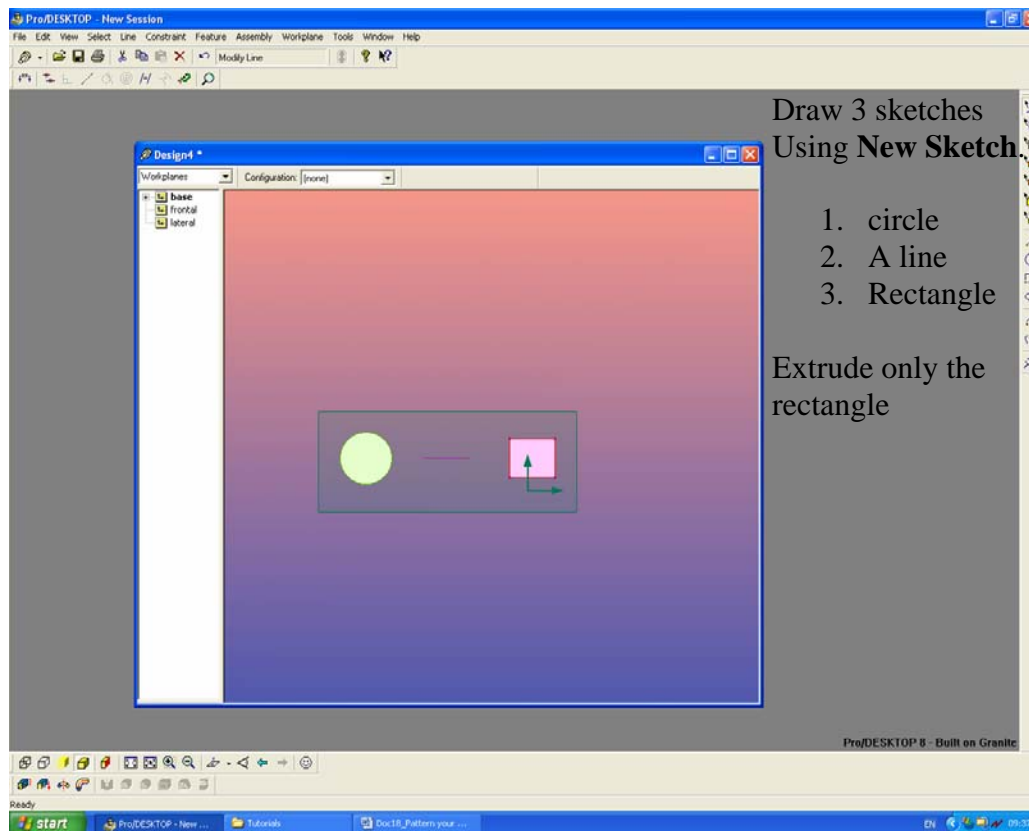 Pro/DESKTOP - New Session
File Edit View Select Line Constraint Feature Assembly Workplane Tools Window Help
Modify Line
Draw 3 sketches
Using New Sketch.
1. circle
2. A line
3. Rectangle
Extrude only the
rectangle
Design4 *
Workplanes
Configuration: (none)
base
frontal
lateral
Pro/DESKTOP 8 - Built on Granite
Ready
start
Pro/DESKTOP - New ...
Tutorials
Doc18_Pattern your ...
EN